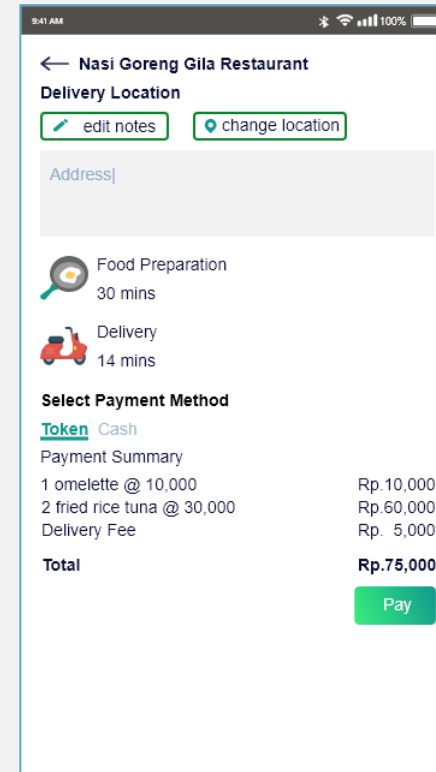 9:41 AM 100%
Nasi Goreng Gila Restaurant
Delivery Location
edit notes change location
Address
Food Preparation
30 mins
Delivery
14 mins
Select Payment Method
Token Cash
Payment Summary
1 omelette @ 10,000 Rp.10,000
2 fried rice tuna @ 30,000 Rp.60,000
Delivery Fee Rp. 5,000
Total Rp.75,000
Pay